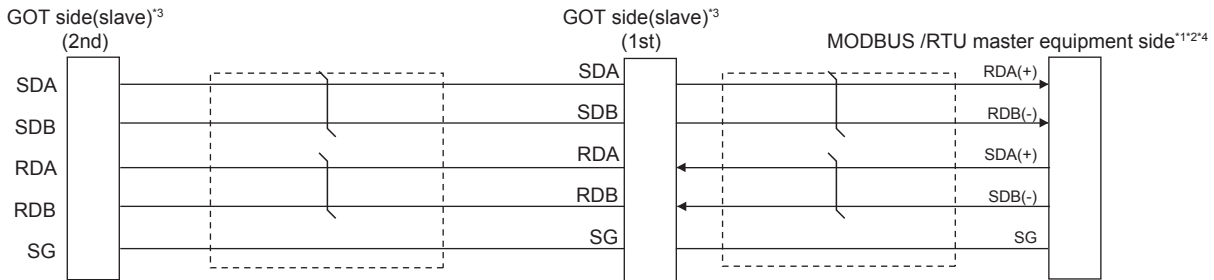 GOT side(slave)*3
(2nd)
GOT side(slave)*3
(1st)
MODBUS /RTU master equipment side*1*2*4
SDA
SDA
RDA(+)
SDB
SDB
RDB(-)
RDA
RDA
SDA(+)
RDB
RDB
SDB(-)
SG
SG
SG